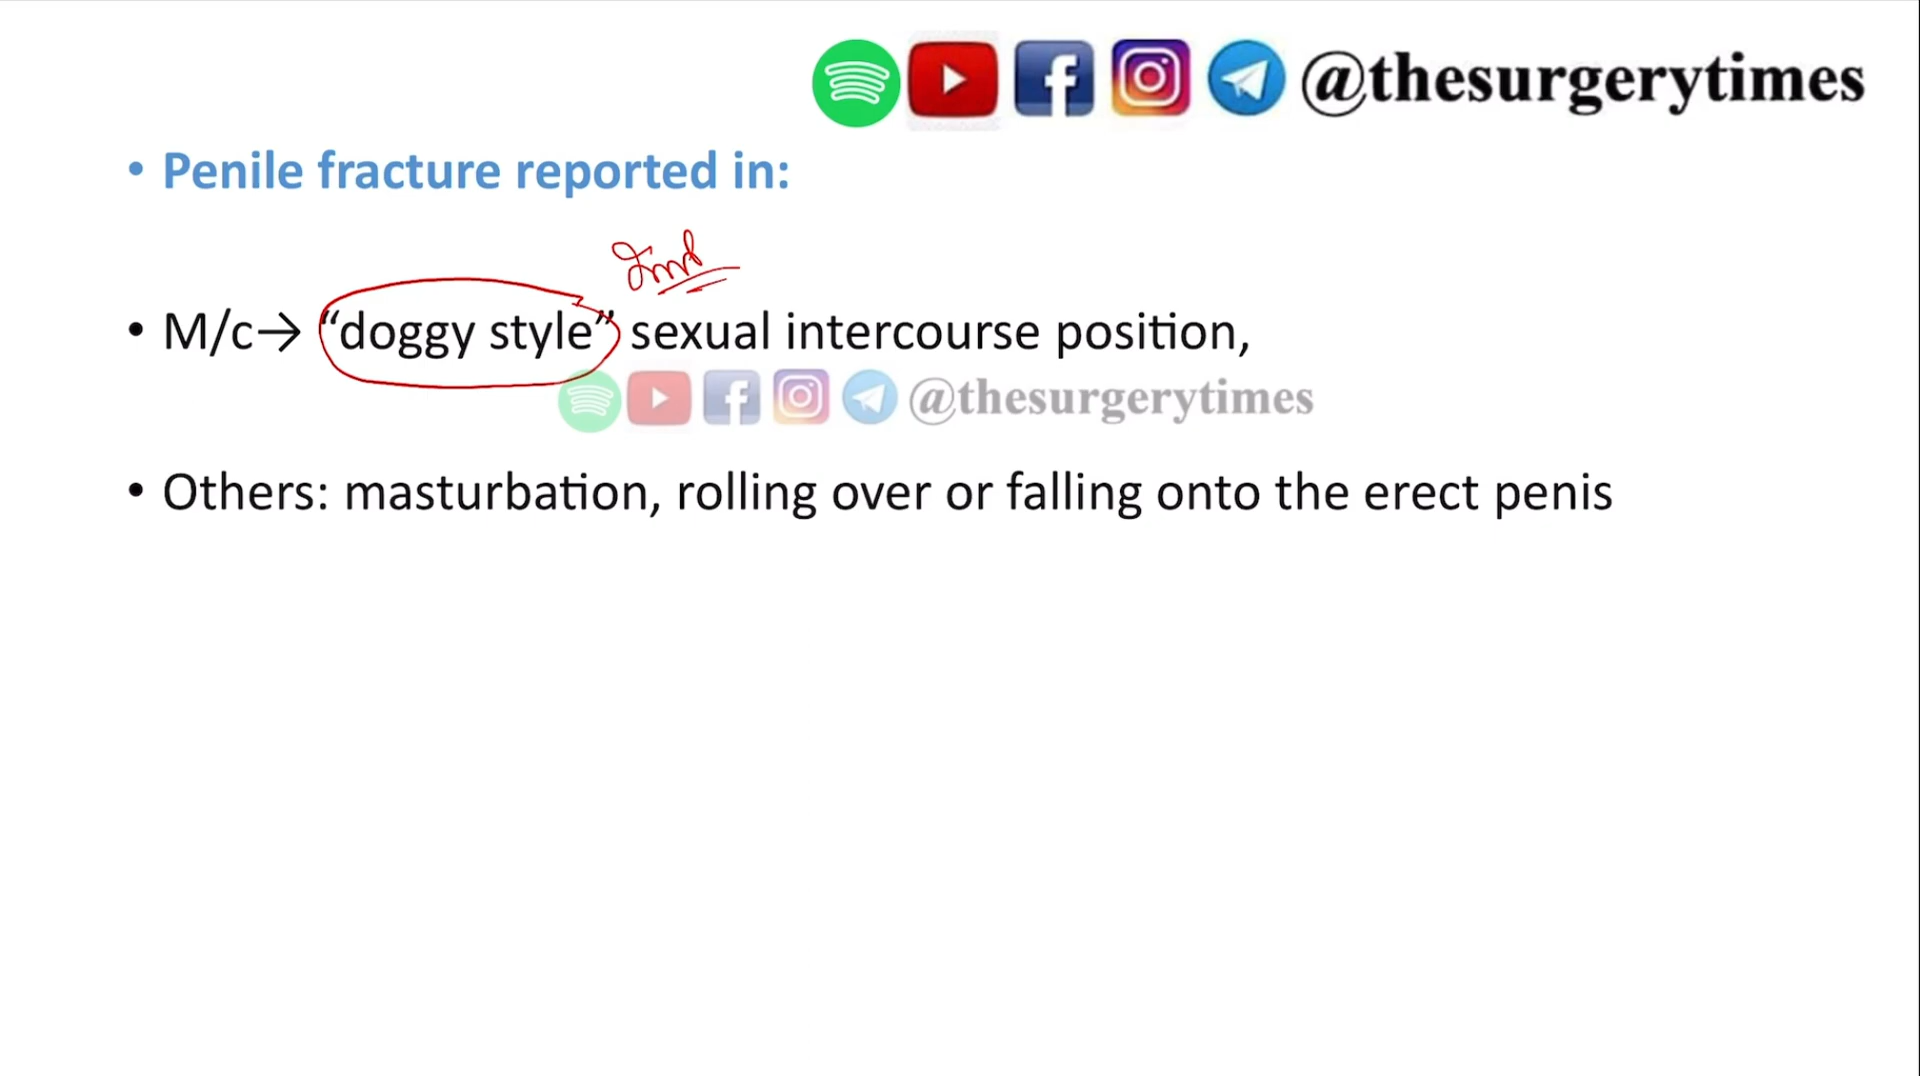 @thesurgerytimes
• Penile fracture reported in:
• M/c→ “doggy style” sexual intercourse position,
@thesurgerytimes
• Others: masturbation, rolling over or falling onto the erect penis